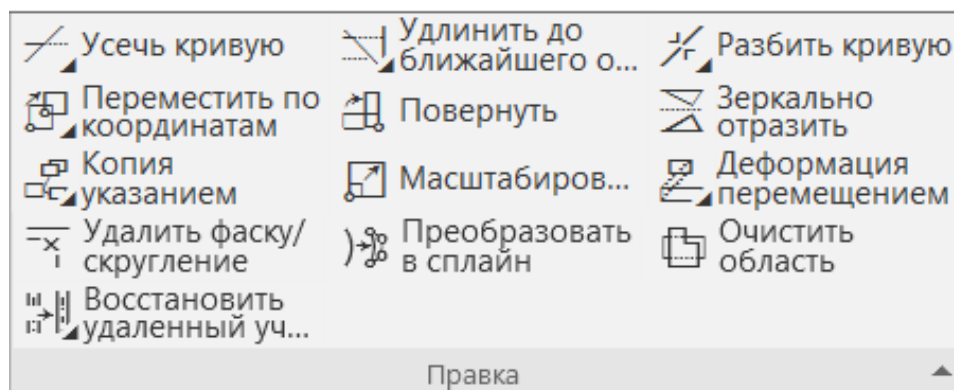 Усечь кривую
Удлинить до
ближайшего о...
Разбить кривую
Переместить по
координатам
Повернуть
Зеркально
отразить
Копия
указанием
Масштабиров...
Деформация
перемещением
Удалить фаску/
скругление
Преобразовать
в сплайн
Очистить
область
Восстановить
удаленный уч...
Правка